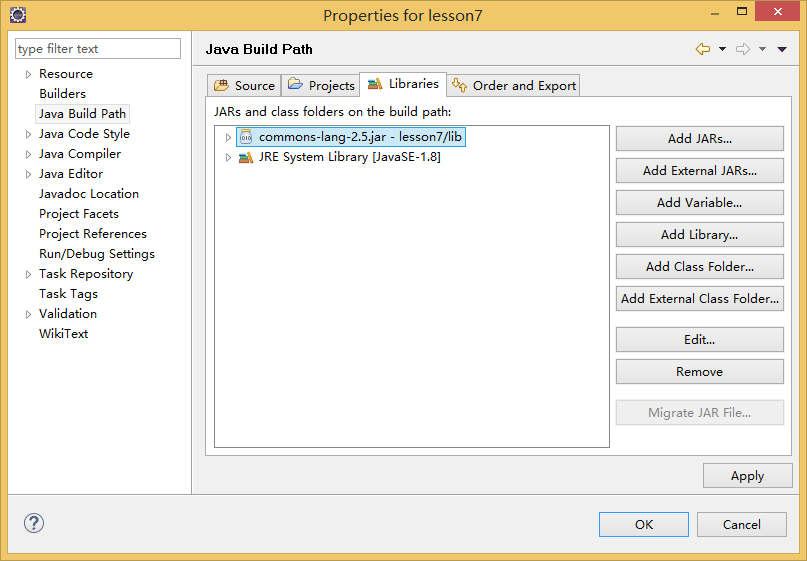 Properties for lesson7
type filter text
Resource
Builders
Java Build Path
Java Code Style
Java Compiler
Java Editor
Javadoc Location
Project Facets
Project References
Run/Debug Settings
Task Repository
Task Tags
Validation
WikiText
Java Build Path
Source
Projects
Libraries
Order and Export
JARs and class folders on the build path:
commons-lang-2.5.jar - lesson7/lib
JRE System Library [JavaSE-1.8]
Add JARs...
Add External JARs...
Add Variable...
Add Library...
Add Class Folder...
Add External Class Folder...
Edit...
Remove
Migrate JAR File...
Apply
OK
Cancel